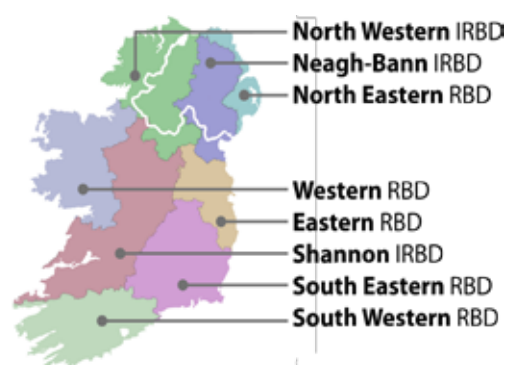 North Western IRBD
Neagh-Bann IRBD
North Eastern RBD
Western RBD
Eastern RBD
Shannon IRBD
South Eastern RBD
South Western RBD